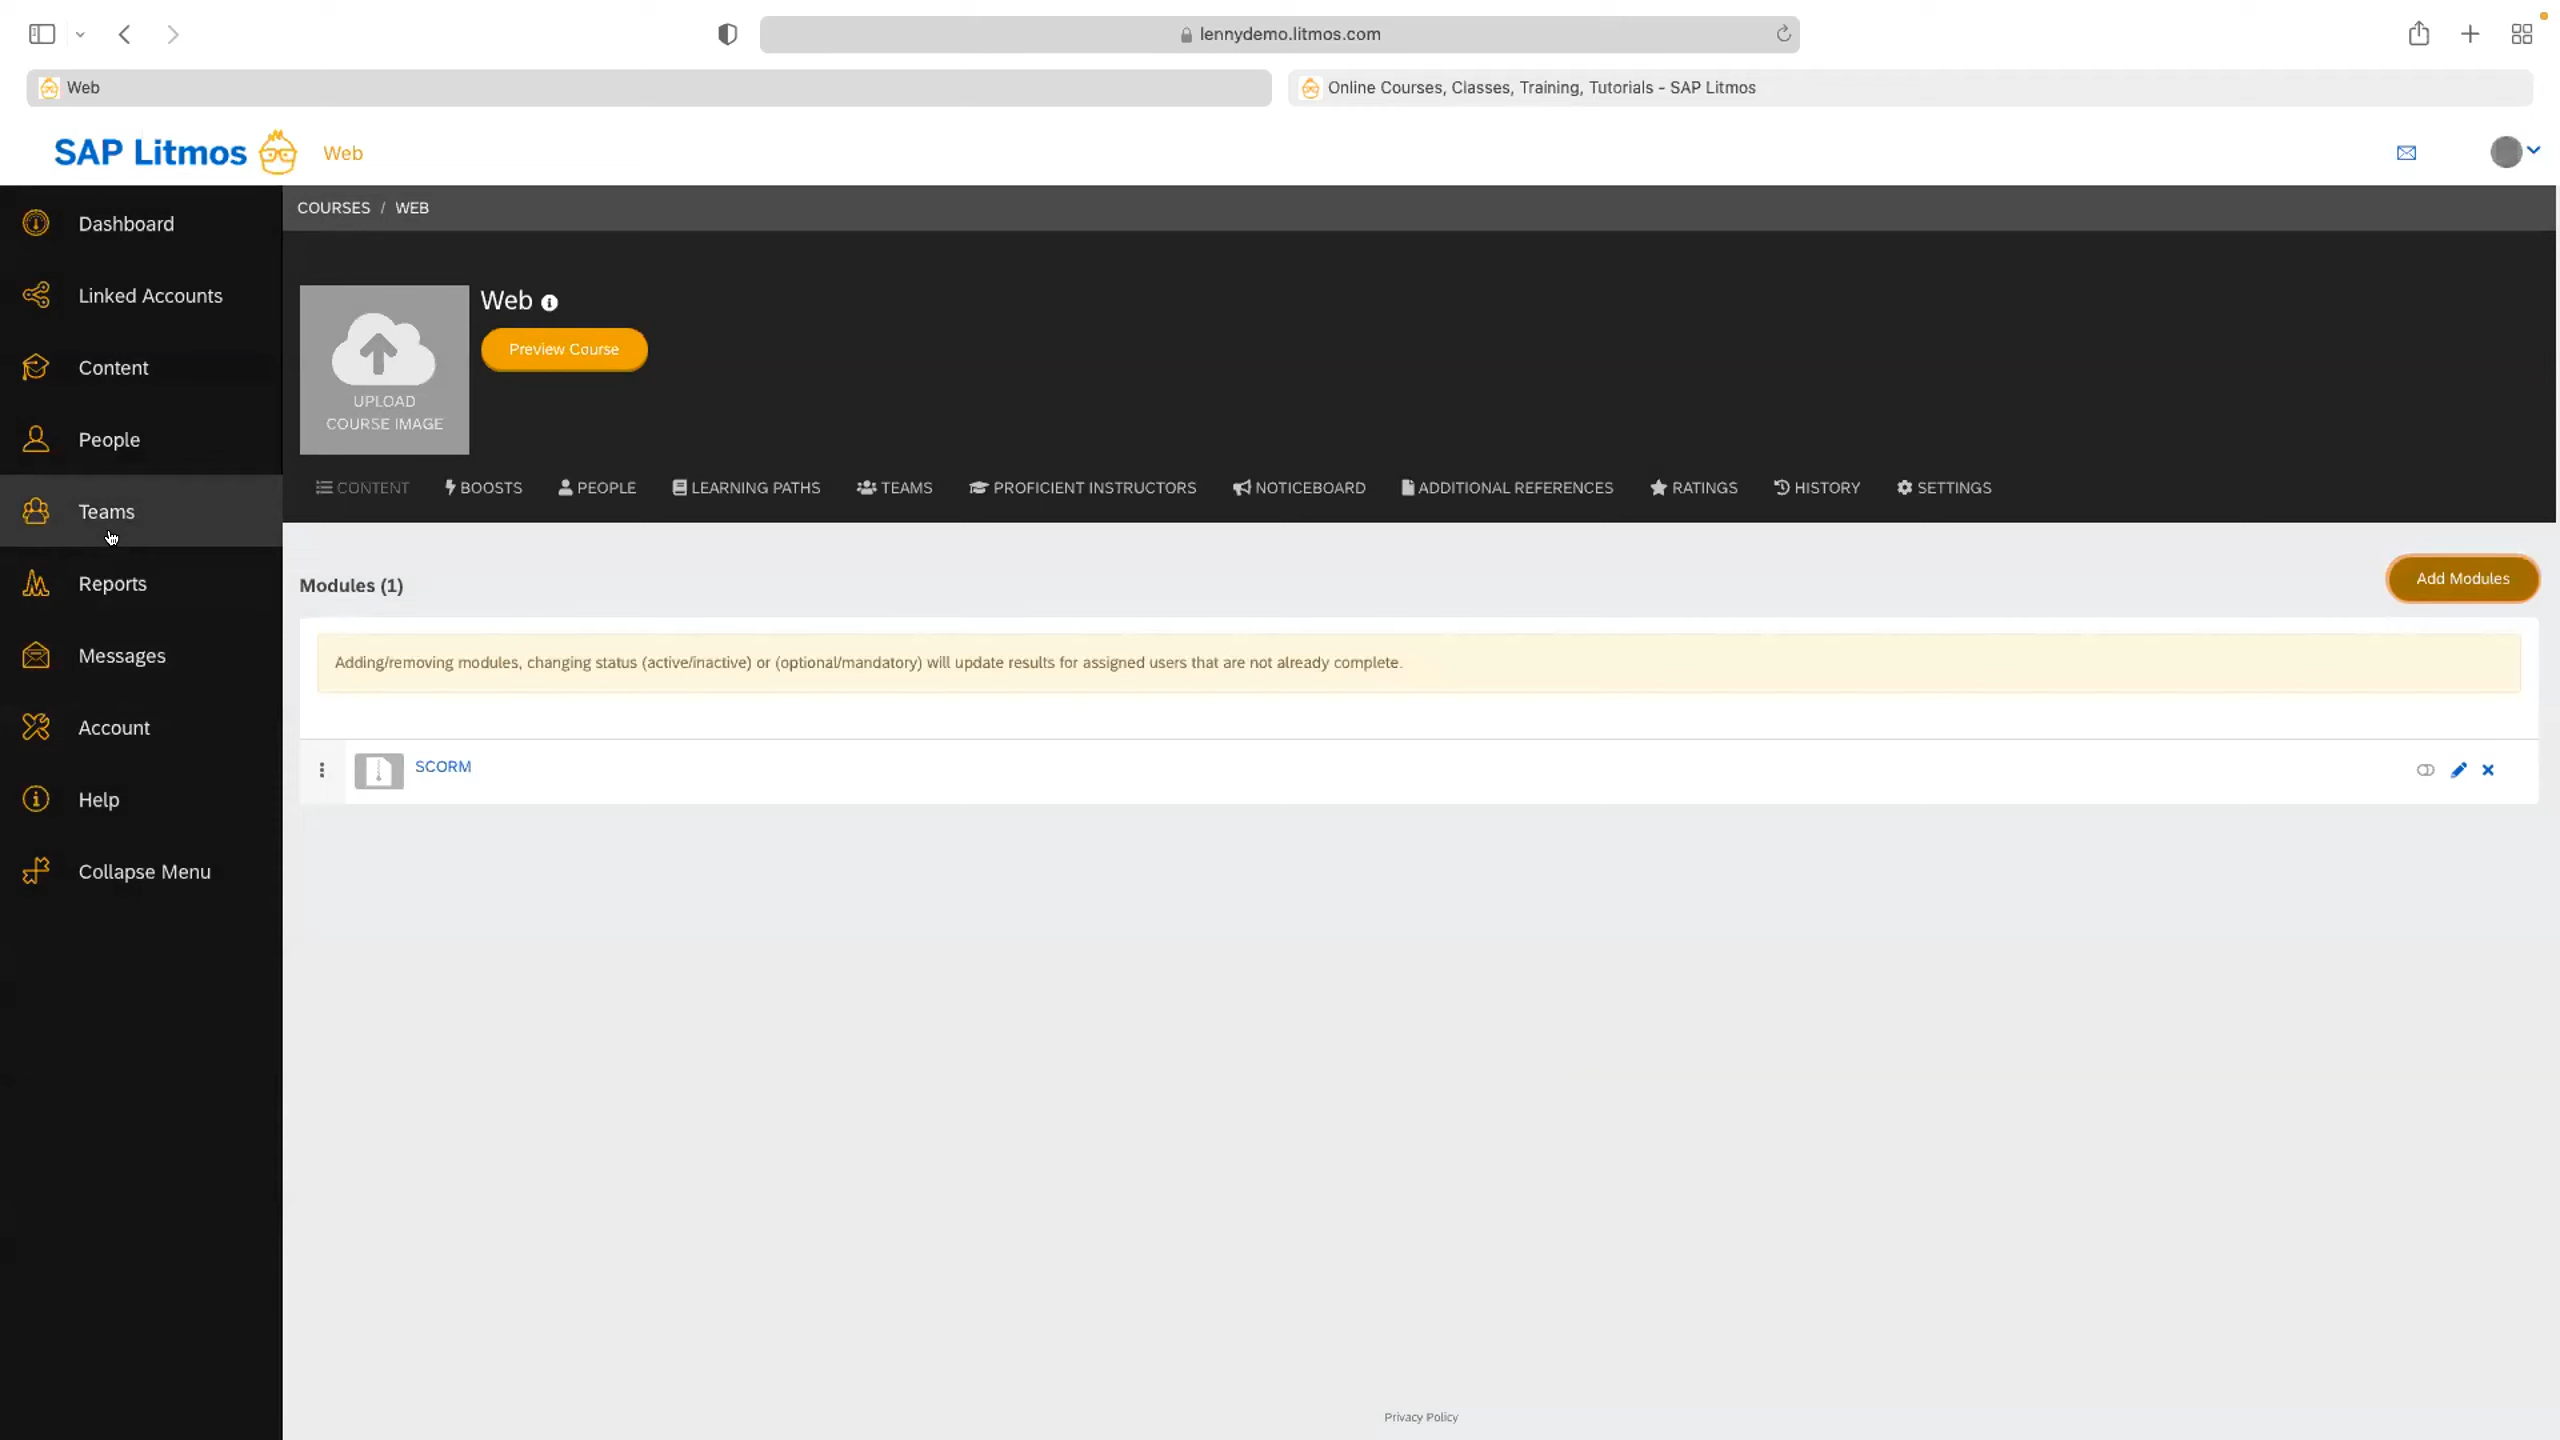 lennydemo.litmos.com
Web
Online Courses, Classes, Training, Tutorials - SAP Litmos
SAP Litmos Web
Dashboard
Linked Accounts
Content
People
Teams
Reports
Messages
Account
Help
Collapse Menu
COURSES / WEB
UPLOAD
COURSE IMAGE
Web
Preview Course
CONTENT BOOSTS PEOPLE LEARNING PATHS TEAMS PROFICIENT INSTRUCTORS NOTICEBOARD ADDITIONAL REFERENCES RATINGS HISTORY SETTINGS
Modules (1)
Add Modules
Adding/removing modules, changing status (active/inactive) or (optional/mandatory) will update results for assigned users that are not already complete.
SCORM
Privacy Policy